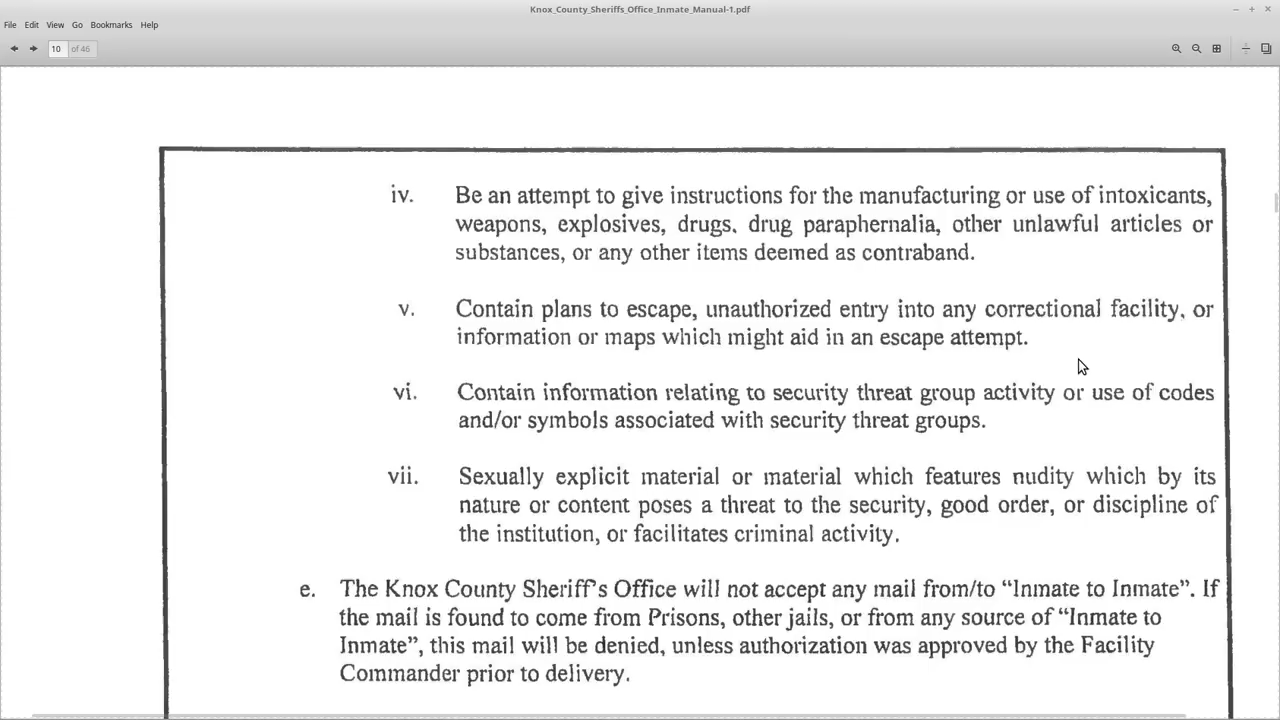 Knox_County_Sheriffs_Office_Inmate_Manual-1.pdf
File Edit View Go Bookmarks Help
10 of 46
iv. Be an attempt to give instructions for the manufacturing or use of intoxicants,
weapons, explosives, drugs, drug paraphernalia, other unlawful articles or
substances, or any other items deemed as contraband.
v. Contain plans to escape, unauthorized entry into any correctional facility, or
information or maps which might aid in an escape attempt.
vi. Contain information relating to security threat group activity or use of codes
and/or symbols associated with security threat groups.
vii. Sexually explicit material or material which features nudity which by its
nature or content poses a threat to the security, good order, or discipline of
the institution, or facilitates criminal activity.
e. The Knox County Sheriff's Office will not accept any mail from/to “Inmate to Inmate”. If
the mail is found to come from Prisons, other jails, or from any source of “Inmate to
Inmate”, this mail will be denied, unless authorization was approved by the Facility
Commander prior to delivery.